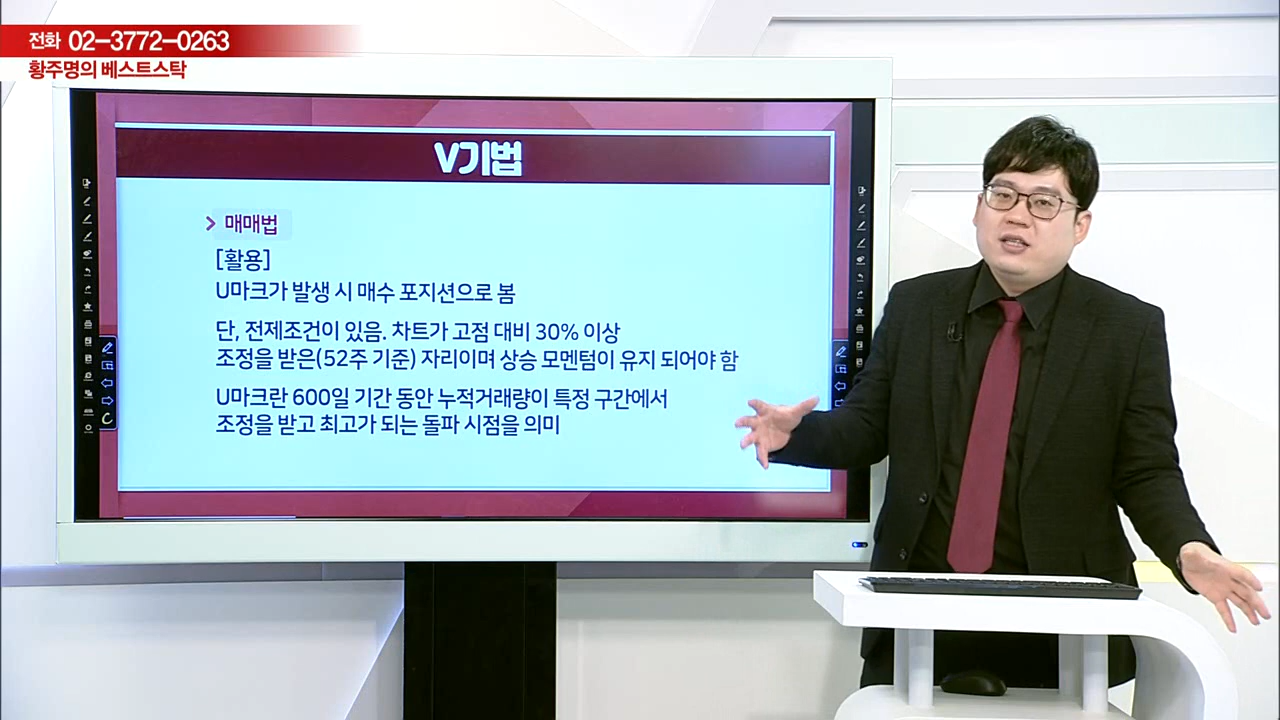 전화 02-3772-0263
황주명의 베스트스탁
V기법
> 매매법
[활용]
U마크가 발생 시 매수 포지션으로 봄
단, 전제조건이 있음. 차트가 고점 대비 30% 이상
조정을 받은(52주 기준) 자리이며 상승 모멘텀이 유지 되어야 함
U마크란 600일 기간 동안 누적거래량이 특정 구간에서
조정을 받고 최고가 되는 돌파 시점을 의미